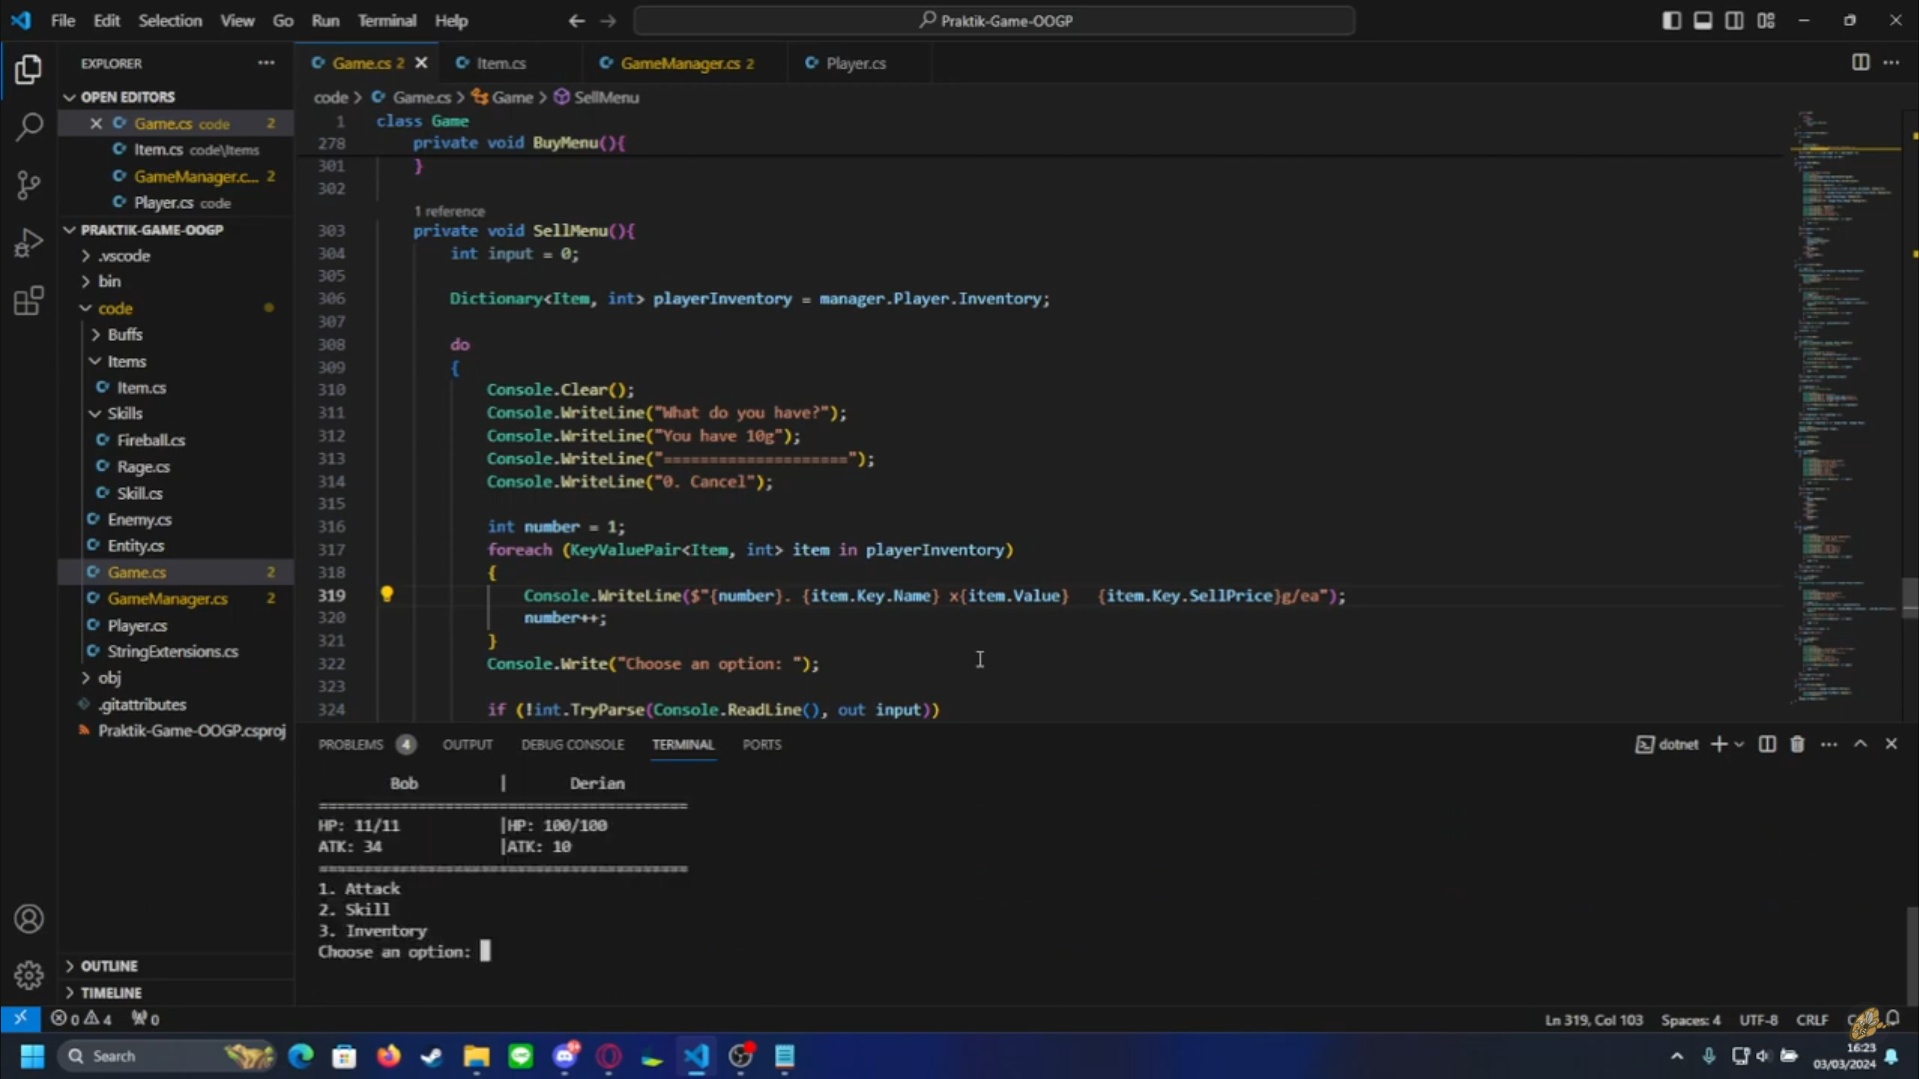 File Edit Selection View Go Run Terminal Help
Praktik-Game-OOGP
EXPLORER
OPEN EDITORS
Game.cs code 2
Item.cs code\Items
GameManager.c... 2
Player.cs code
PRAKTIK-GAME-OOGP
.vscode
bin
code
Buffs
Items
Item.cs
Skills
Fireball.cs
Rage.cs
Skill.cs
Enemy.cs
Entity.cs
Game.cs 2
GameManager.cs 2
Player.cs
StringExtensions.cs
obj
.gitattributes
Praktik-Game-OOGP.csproj
OUTLINE
TIMELINE
Game.cs 2 Item.cs GameManager.cs 2 Player.cs
code > Game.cs > Game > SellMenu
1 class Game
278 private void BuyMenu(){
301 }
302
1 reference
303 private void SellMenu(){
304 int input = 0;
305
306 Dictionary<Item, int> playerInventory = manager.Player.Inventory;
307
308 do
309 {
310 Console.Clear();
311 Console.WriteLine("What do you have?");
312 Console.WriteLine("You have 10g");
313 Console.WriteLine("====================");
314 Console.WriteLine("0. Cancel");
315
316 int number = 1;
317 foreach (KeyValuePair<Item, int> item in playerInventory)
318 {
319 Console.WriteLine($"{number}. {item.Key.Name} x{item.Value}   {item.Key.SellPrice}g/ea");
320 number++;
321 }
322 Console.Write("Choose an option: ");
323
324 if (!int.TryParse(Console.ReadLine(), out input))
PROBLEMS 4 OUTPUT DEBUG CONSOLE TERMINAL PORTS
dotnet
Bob | Derian
========================================
HP: 11/11 |HP: 100/100
ATK: 34 |ATK: 10
========================================
1. Attack
2. Skill
3. Inventory
Choose an option:
0 4 0
Ln 319, Col 103 Spaces: 4 UTF-8 CRLF
Search
16:23
03/03/2024